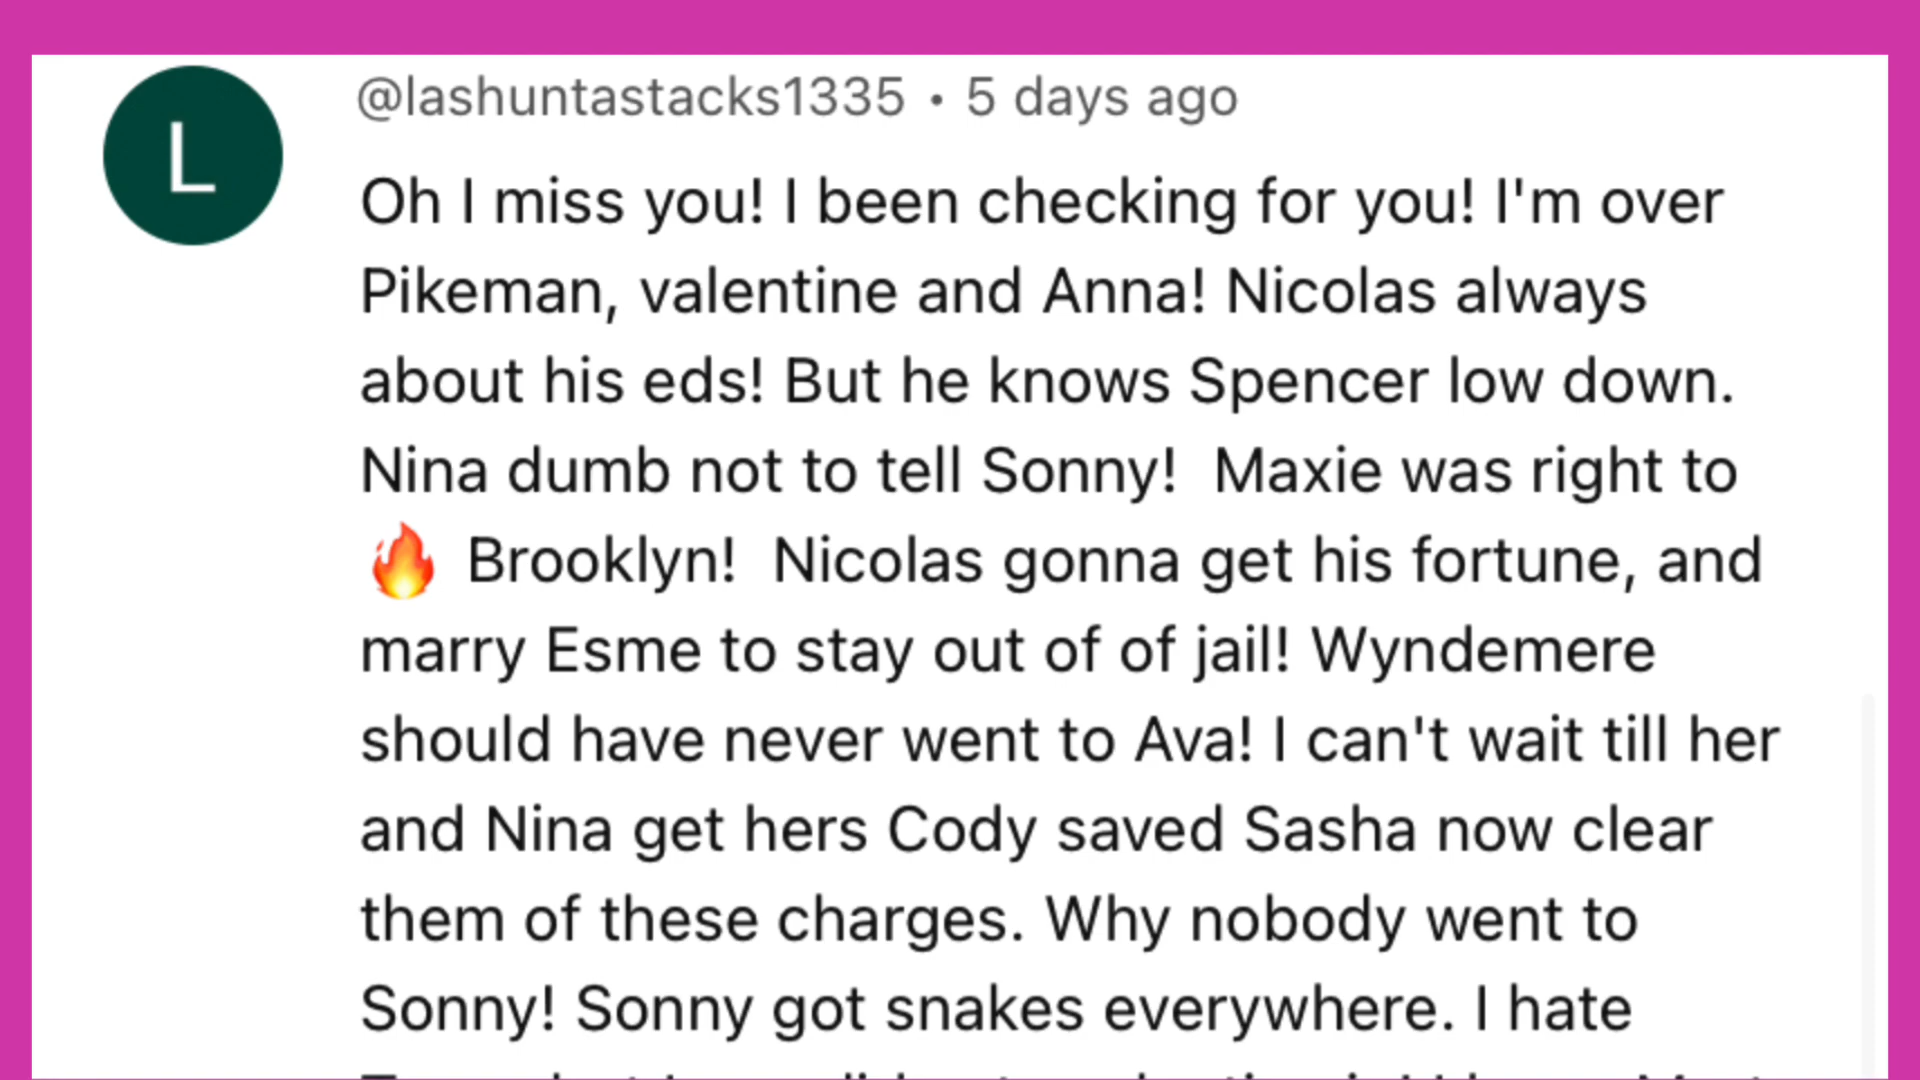 L
@lashuntastacks1335 • 5 days ago
Oh I miss you! I been checking for you! I'm over
Pikeman, valentine and Anna! Nicolas always
about his eds! But he knows Spencer low down.
Nina dumb not to tell Sonny!  Maxie was right to
🔥 Brooklyn!  Nicolas gonna get his fortune, and
marry Esme to stay out of of jail! Wyndemere
should have never went to Ava! I can't wait till her
and Nina get hers Cody saved Sasha now clear
them of these charges. Why nobody went to
Sonny! Sonny got snakes everywhere. I hate